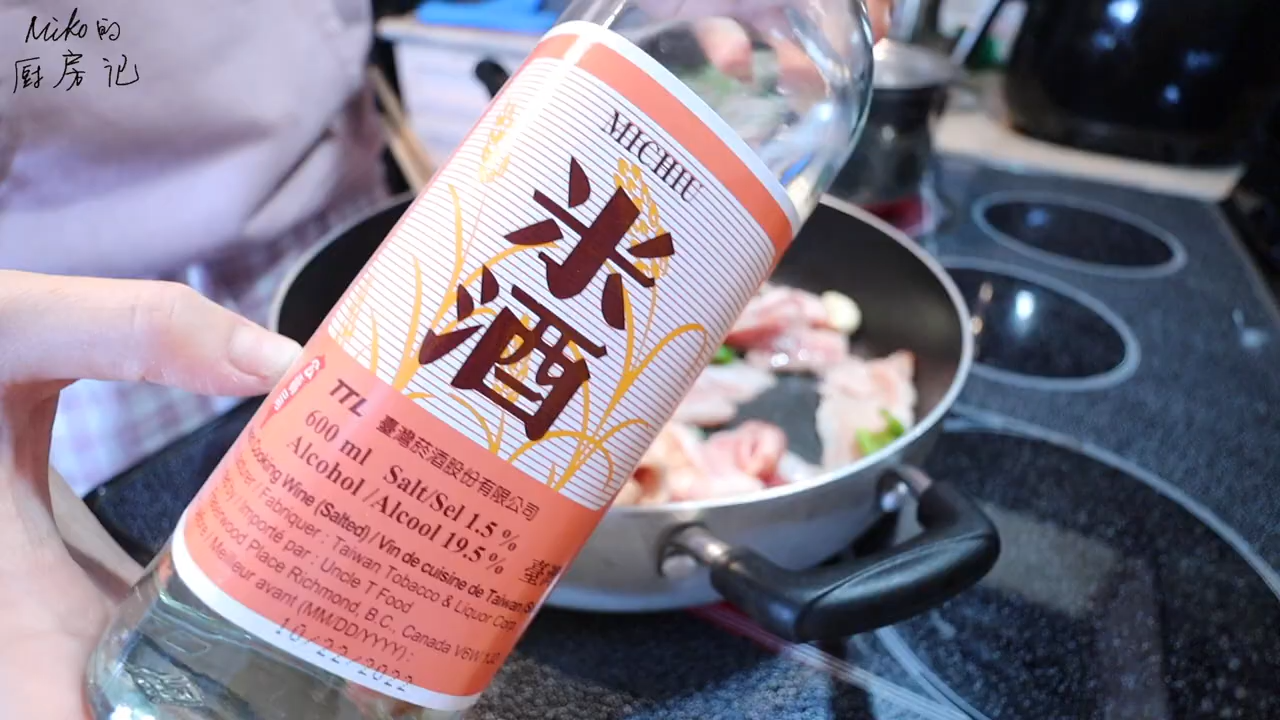 Miko的
厨房记
MICHIU
米
酒
TTL
臺灣菸酒股份有限公司
600 ml Salt/Sel 1.5 %
Alcohol /Alcool 19.5 %
Cooking Wine (Salted) / Vin de cuisine de Taiwan
/ Fabriquer : Taiwan Tobacco & Liquor Corp.
/ Importé par : Uncle T Food
Place Richmond, B.C., Canada V6W
/ Meilleur avant (MM/DD/YYYY) :
10/22/2022